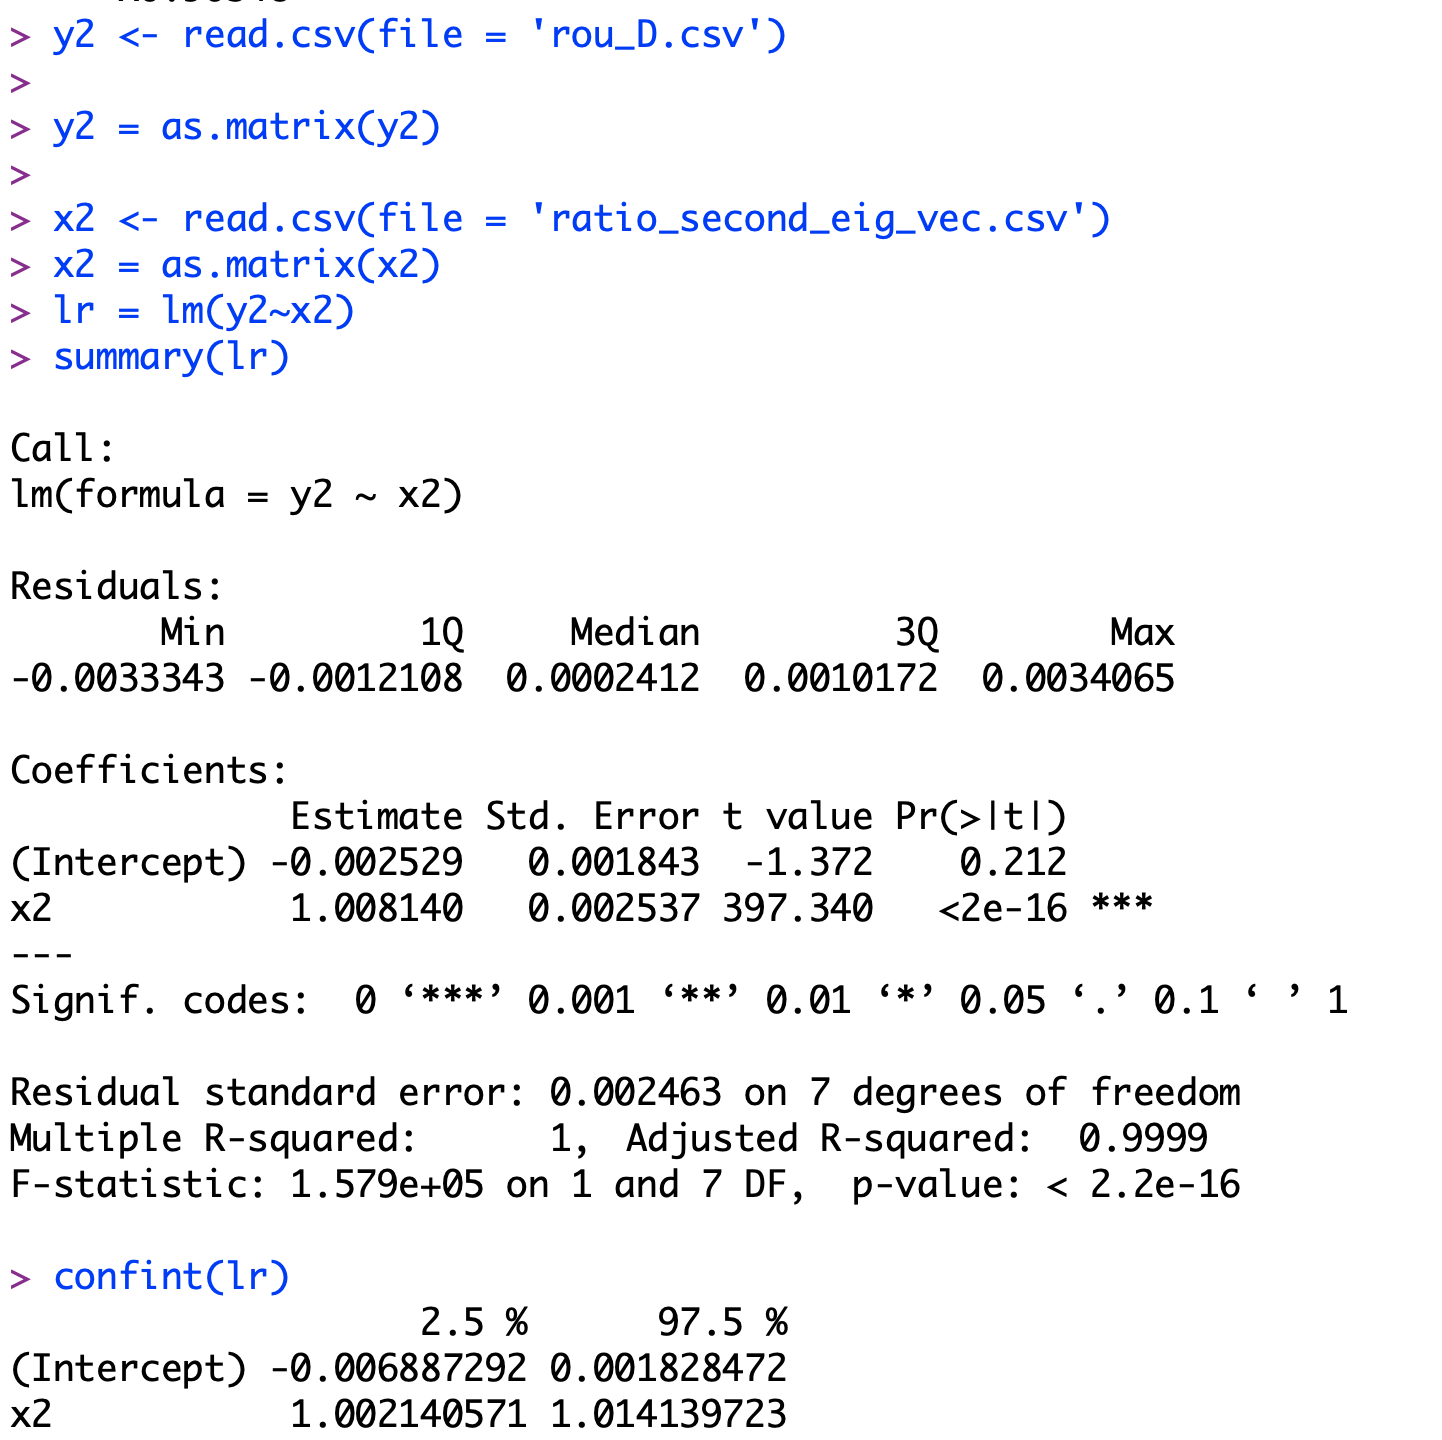 > y2 <- read.csv(file = 'rou_D.csv')
>
> y2 = as.matrix(y2)
>
> x2 <- read.csv(file = 'ratio_second_eig_vec.csv')
> x2 = as.matrix(x2)
> lr = lm(y2~x2)
> summary(lr)

Call:
lm(formula = y2 ~ x2)

Residuals:
       Min         1Q     Median         3Q        Max
-0.0033343 -0.0012108  0.0002412  0.0010172  0.0034065

Coefficients:
             Estimate Std. Error t value Pr(>|t|)
(Intercept) -0.002529   0.001843  -1.372    0.212
x2           1.008140   0.002537 397.340   <2e-16 ***
---
Signif. codes:  0 ‘***’ 0.001 ‘**’ 0.01 ‘*’ 0.05 ‘.’ 0.1 ‘ ’ 1

Residual standard error: 0.002463 on 7 degrees of freedom
Multiple R-squared:      1,	Adjusted R-squared:  0.9999
F-statistic: 1.579e+05 on 1 and 7 DF,  p-value: < 2.2e-16

> confint(lr)
                   2.5 %      97.5 %
(Intercept) -0.006887292 0.001828472
x2           1.002140571 1.014139723